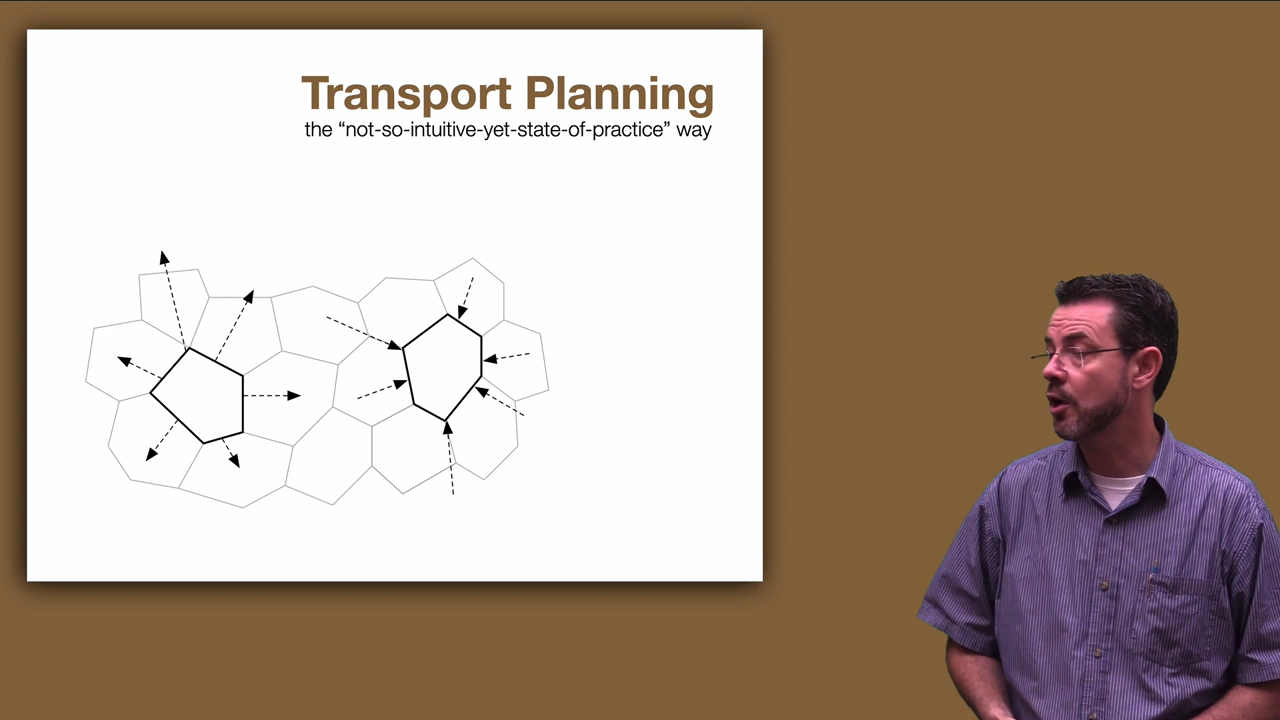 Transport Planning
the “not-so-intuitive-yet-state-of-practice” way